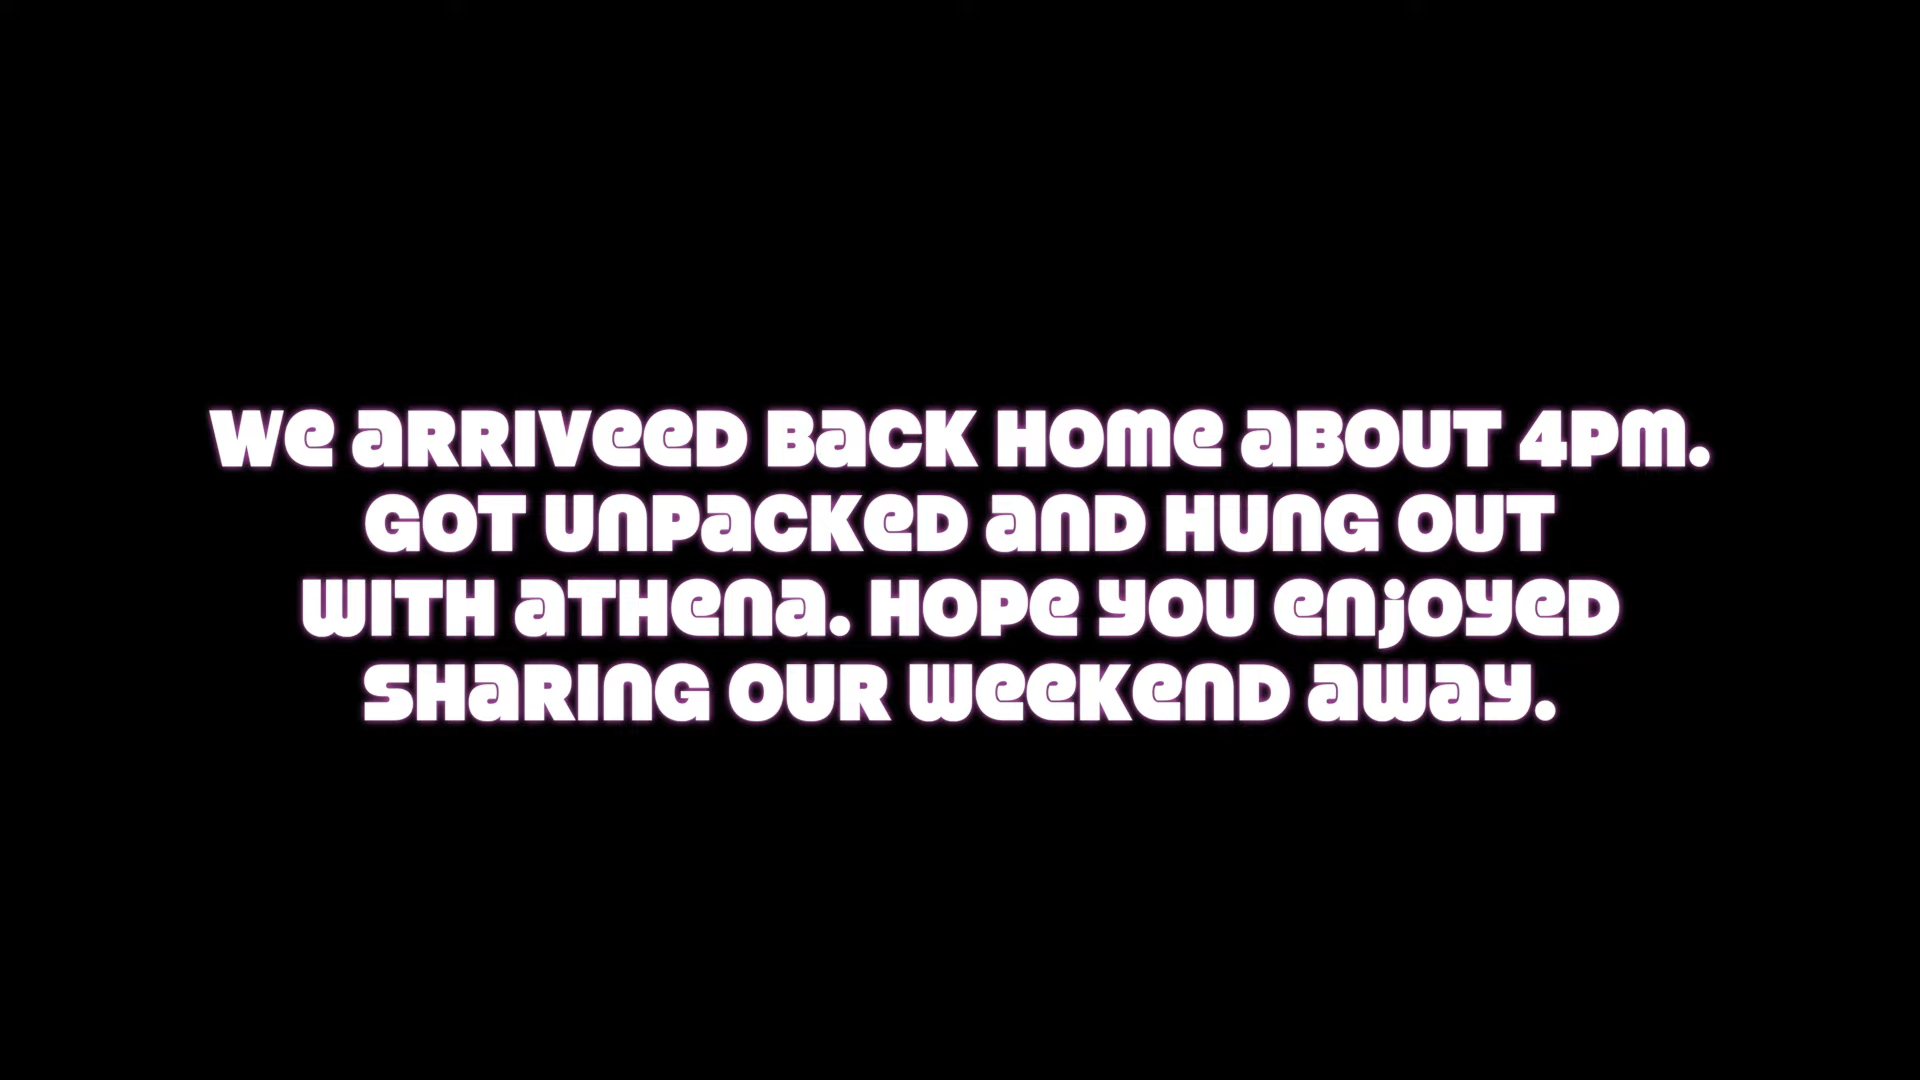 We arriveed back home about 4pm.
Got unpacked and hung out
with Athena. Hope you enjoyed
sharing our weekend away.